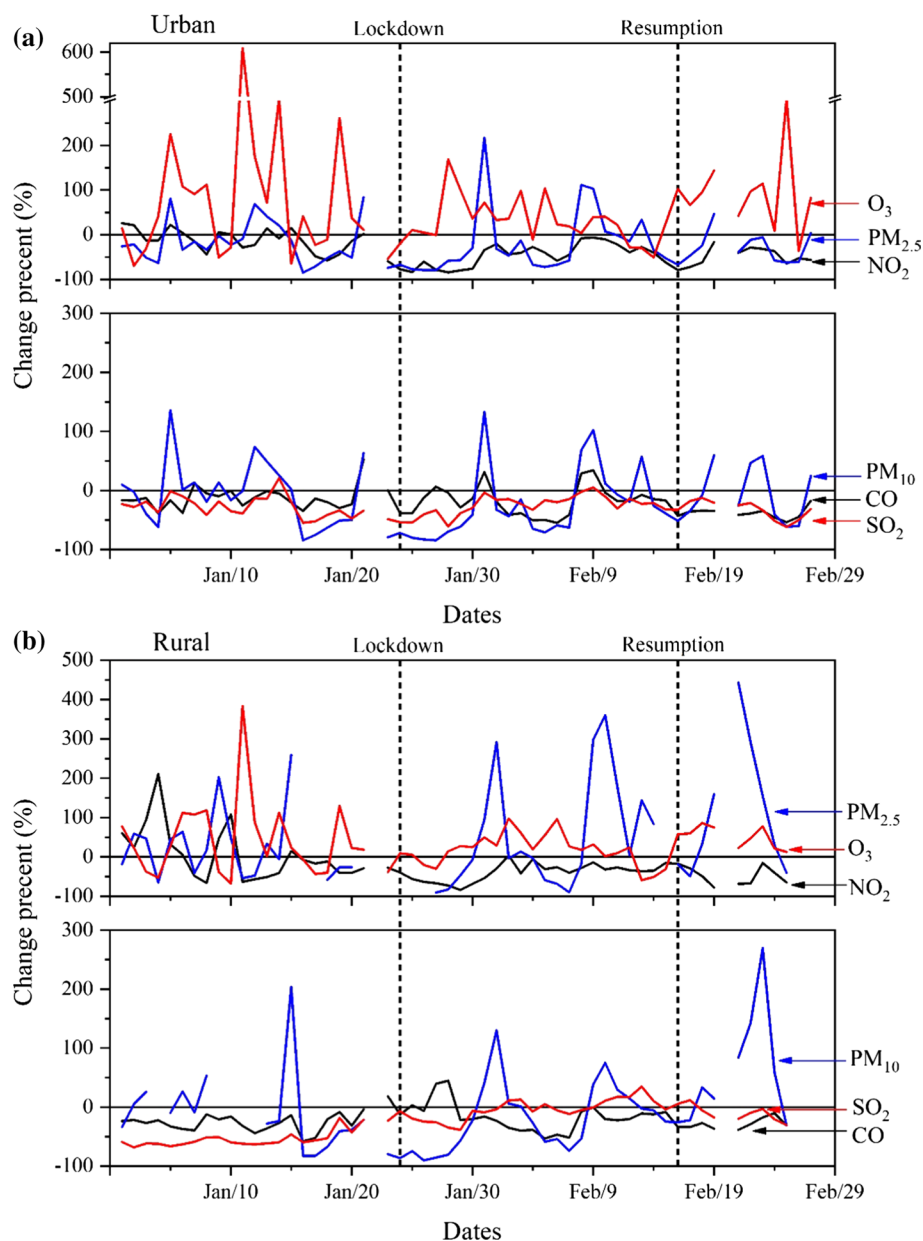 (a) Urban Lockdown Resumption
600
500
200
100
0
-100
O3
PM2.5
NO2
Change precent (%)
300
200
100
0
-100
PM10
CO
SO2
Jan/10 Jan/20 Jan/30 Feb/9 Feb/19 Feb/29
Dates
(b) Rural Lockdown Resumption
500
400
300
200
100
0
-100
PM2.5
O3
NO2
Change precent (%)
200
100
0
-100
PM10
SO2
CO
Jan/10 Jan/20 Jan/30 Feb/9 Feb/19 Feb/29
Dates